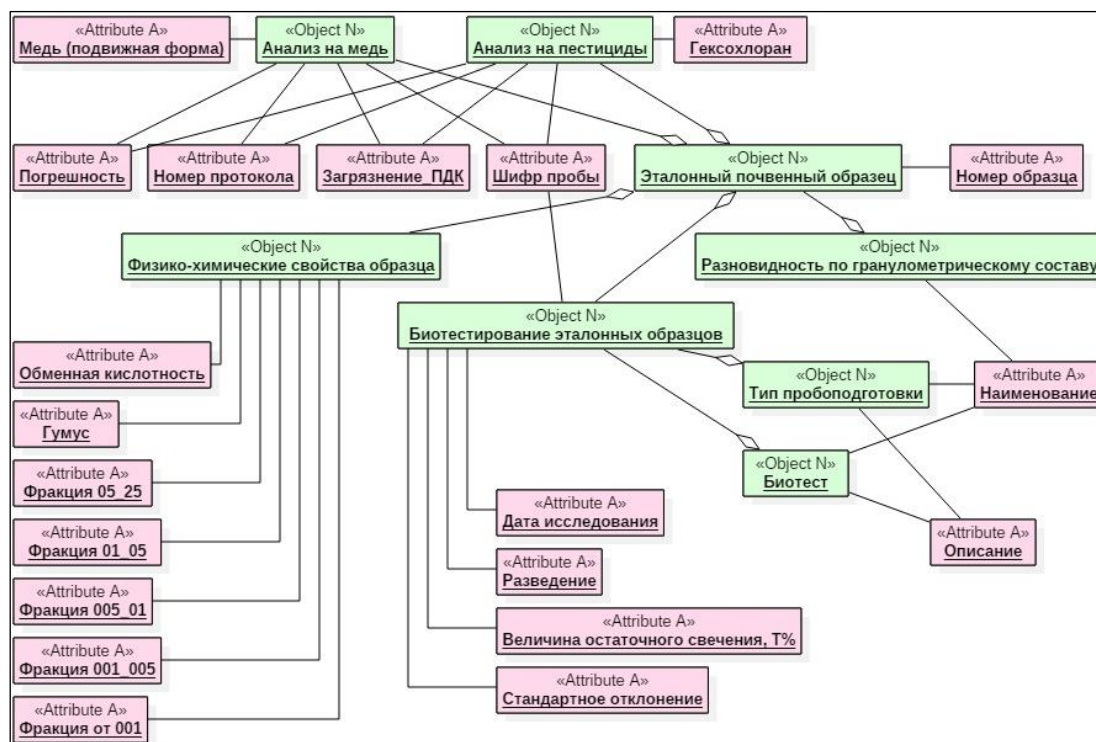 «Attribute A»
Медь (подвижная форма)
«Object N»
Анализ на медь
«Object N»
Анализ на пестициды
«Attribute A»
Гексохлоран
«Attribute A»
Погрешность
«Attribute A»
Номер протокола
«Attribute A»
Загрязнение_ПДК
«Attribute A»
Шифр пробы
«Object N»
Эталонный почвенный образец
«Attribute A»
Номер образца
«Object N»
Физико-химические свойства образца
«Object N»
Разновидность по гранулометрическому составу
«Object N»
Биотестирование эталонных образцов
«Attribute A»
Обменная кислотность
«Object N»
Тип пробоподготовки
«Attribute A»
Наименование
«Attribute A»
Гумус
«Object N»
Биотест
«Attribute A»
Фракция 05_25
«Attribute A»
Дата исследования
«Attribute A»
Описание
«Attribute A»
Фракция 01_05
«Attribute A»
Разведение
«Attribute A»
Фракция 005_01
«Attribute A»
Величина остаточного свечения, Т%
«Attribute A»
Фракция 001_005
«Attribute A»
Стандартное отклонение
«Attribute A»
Фракция от 001